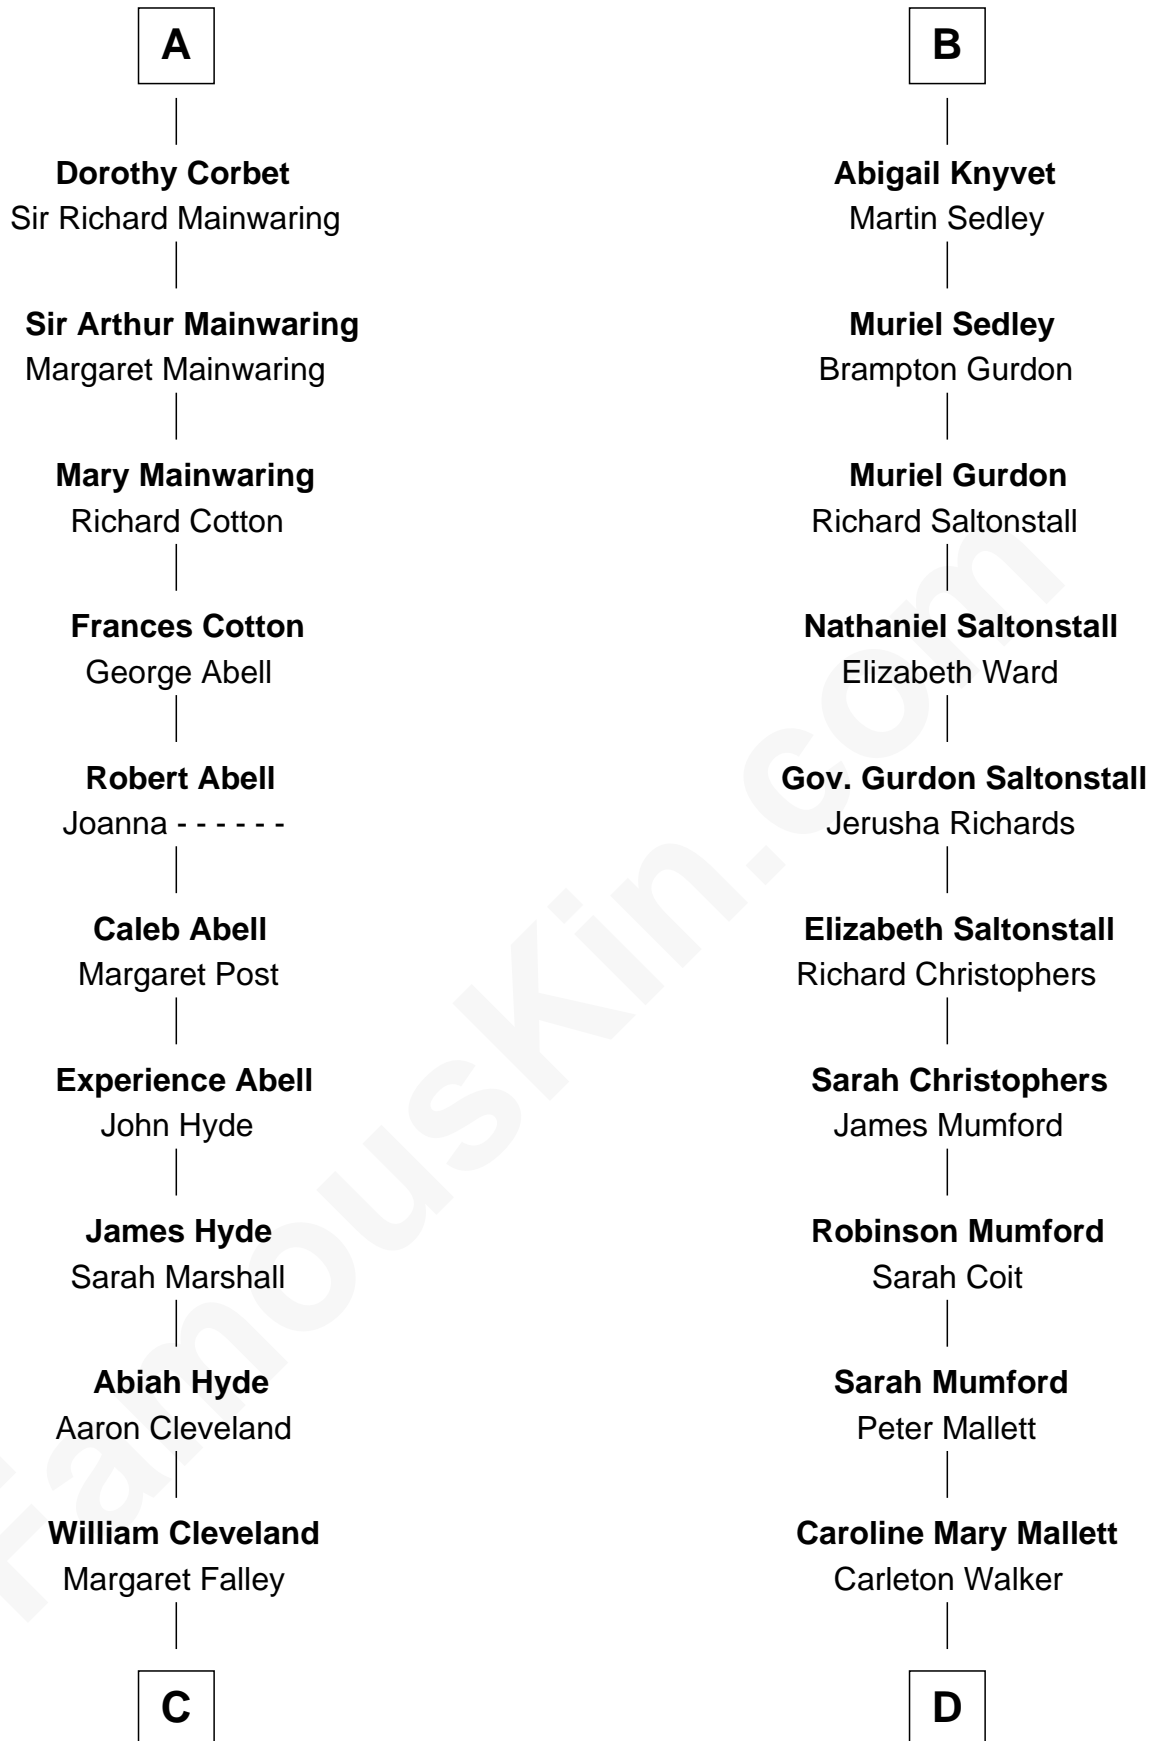 A
Dorothy Corbet
Sir Richard Mainwaring
Sir Arthur Mainwaring
Margaret Mainwaring
Mary Mainwaring
Richard Cotton
Frances Cotton
George Abell
Robert Abell
Joanna - - - - - -
Caleb Abell
Margaret Post
Experience Abell
John Hyde
James Hyde
Sarah Marshall
Abiah Hyde
Aaron Cleveland
William Cleveland
Margaret Falley
C
B
Abigail Knyvet
Martin Sedley
Muriel Sedley
Brampton Gurdon
Muriel Gurdon
Richard Saltonstall
Nathaniel Saltonstall
Elizabeth Ward
Gov. Gurdon Saltonstall
Jerusha Richards
Elizabeth Saltonstall
Richard Christophers
Sarah Christophers
James Mumford
Robinson Mumford
Sarah Coit
Sarah Mumford
Peter Mallett
Caroline Mary Mallett
Carleton Walker
D
FamousKin.com